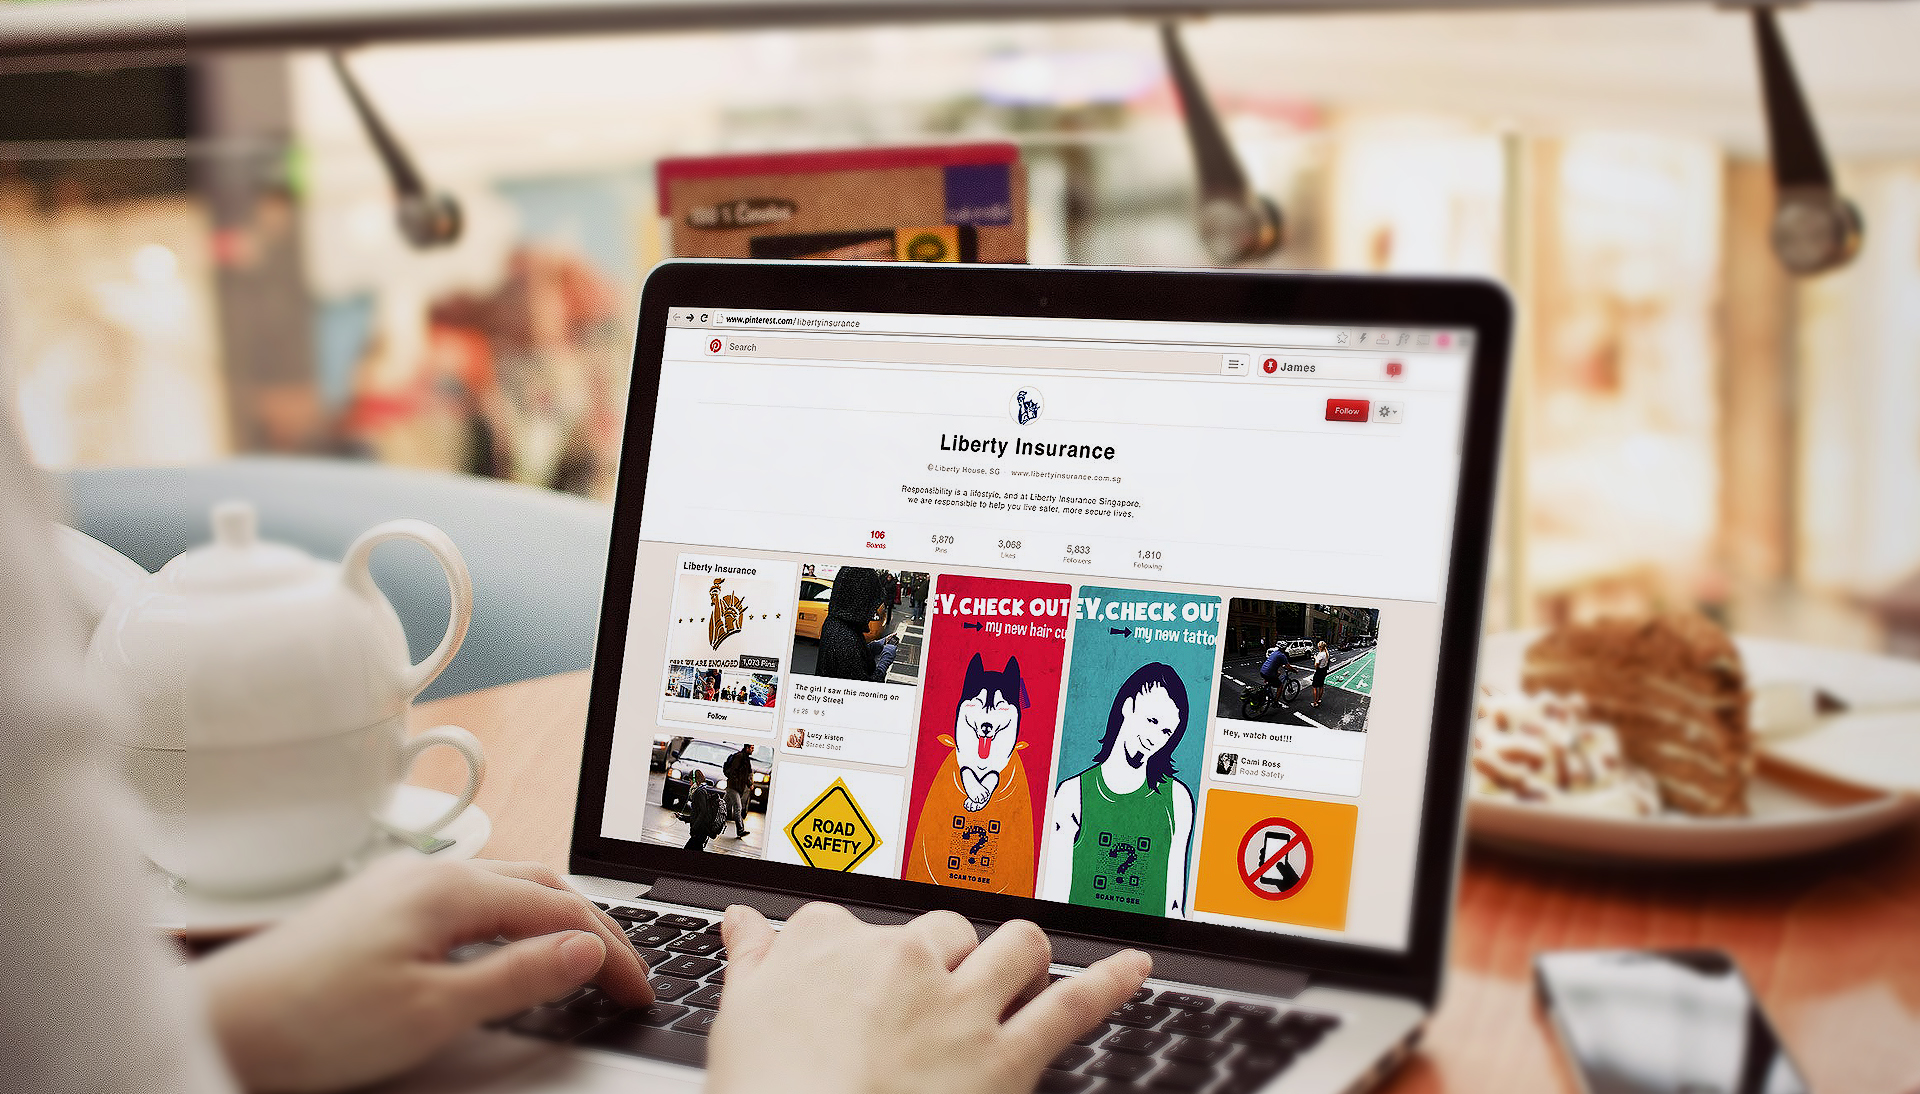 www.pinterest.com/libertyinsurance
Search
James
Follow
Liberty Insurance
© Liberty House, SG
www.libertyinsurance.com.sg
Responsibility is a lifestyle, and at Liberty Insurance Singapore,
we are responsible to help you live safer, more secure lives.
106
Boards
5,870
Pins
3,068
Likes
5,833
Followers
1,810
Following
Liberty Insurance
WE ARE ENGAGED
1,073 Pins
Follow
The girl I saw this morning on
the City Street
Lucy kiston
Street Shot
ROAD
SAFETY
EY,CHECK OUT
my new hair cu
SCAN TO SEE
EY,CHECK OUT
my new tattoo
SCAN TO SEE
Hey, watch out!!!
Cami Ross
Road Safety